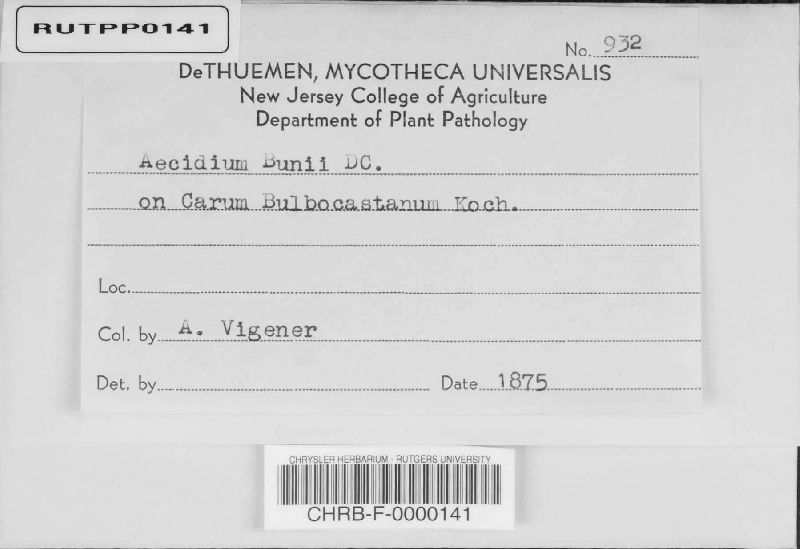 RUTPP0141
No. 932
DeTHUEMEN, MYCOTHECA UNIVERSALIS
New Jersey College of Agriculture
Department of Plant Pathology
Aecidium Bunii DC.
on Carum Bulbocastanum Koch.
Loc.
Col. by A. Vigener
Det. by Date 1875
CHRYSLER HERBARIUM - RUTGERS UNIVERSITY
CHRB-F-0000141